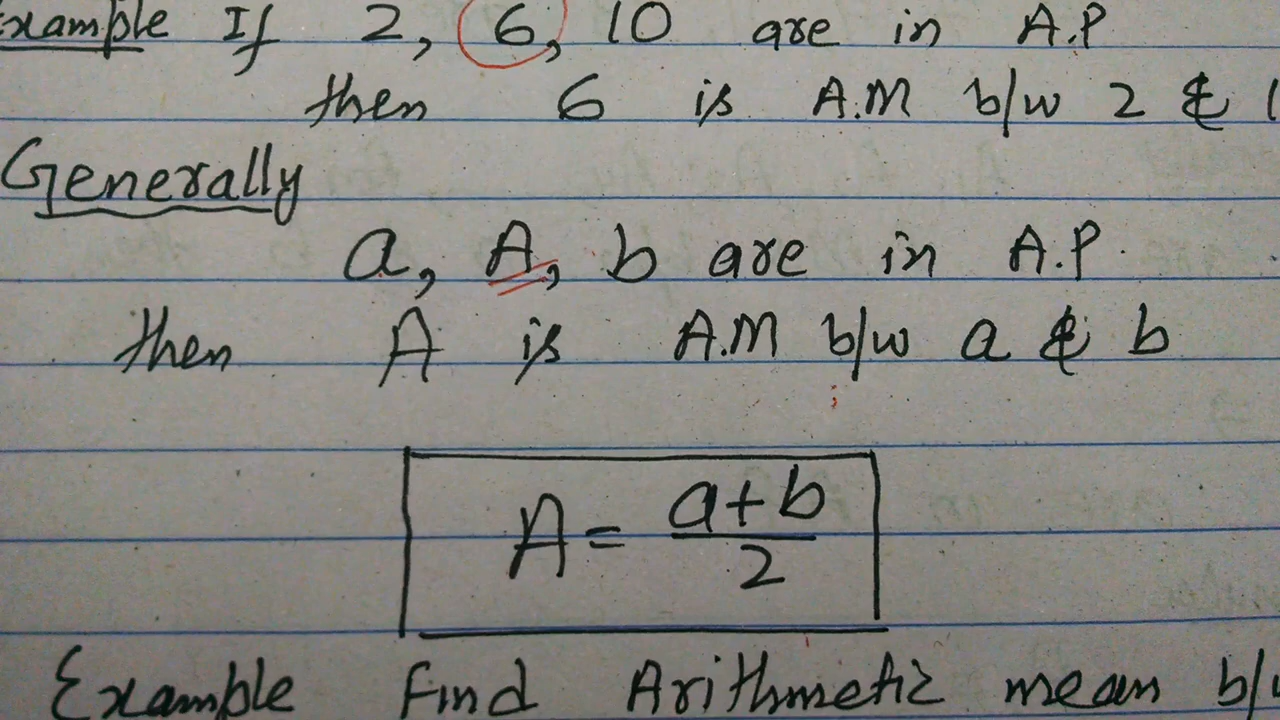 Example If 2, 6, 10 are in A.P
then 6 is A.M b/w 2 &
Generally
a, A, b are in A.P.
then A is A.M b/w a & b
A = a+b/2
Example Find Arithmetic mean b/w